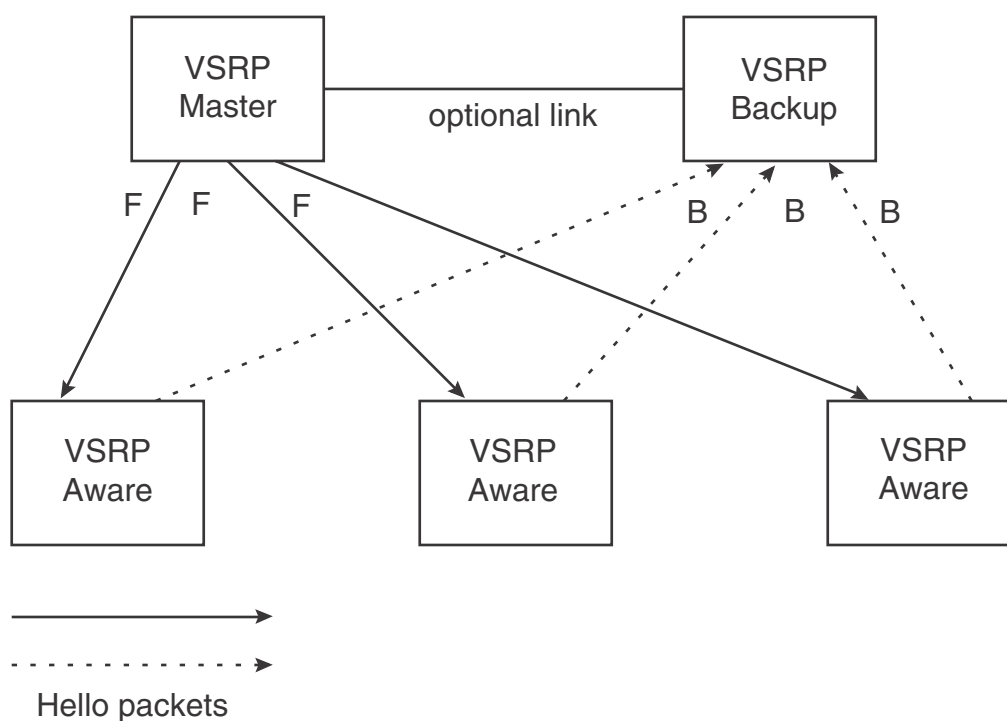 VSRP
Master
optional link
VSRP
Backup
F
F
F
B
B
B
VSRP
Aware
VSRP
Aware
VSRP
Aware
Hello packets